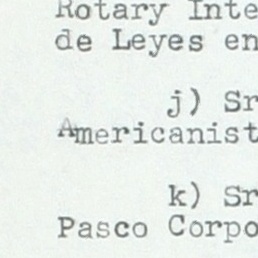 Rotary Inte
de Leyes en
j) Sr
Americanist
k) Sr
Pasco Corpo